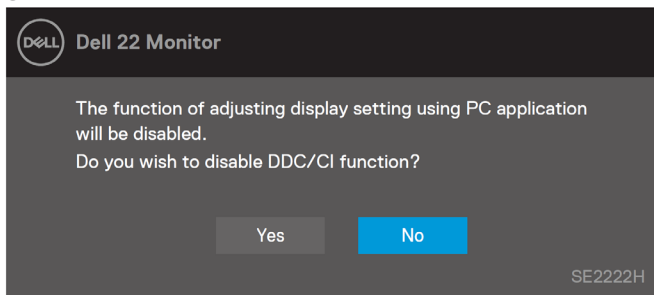 DELL Dell 22 Monitor
The function of adjusting display setting using PC application
will be disabled.
Do you wish to disable DDC/CI function?
Yes No
SE2222H